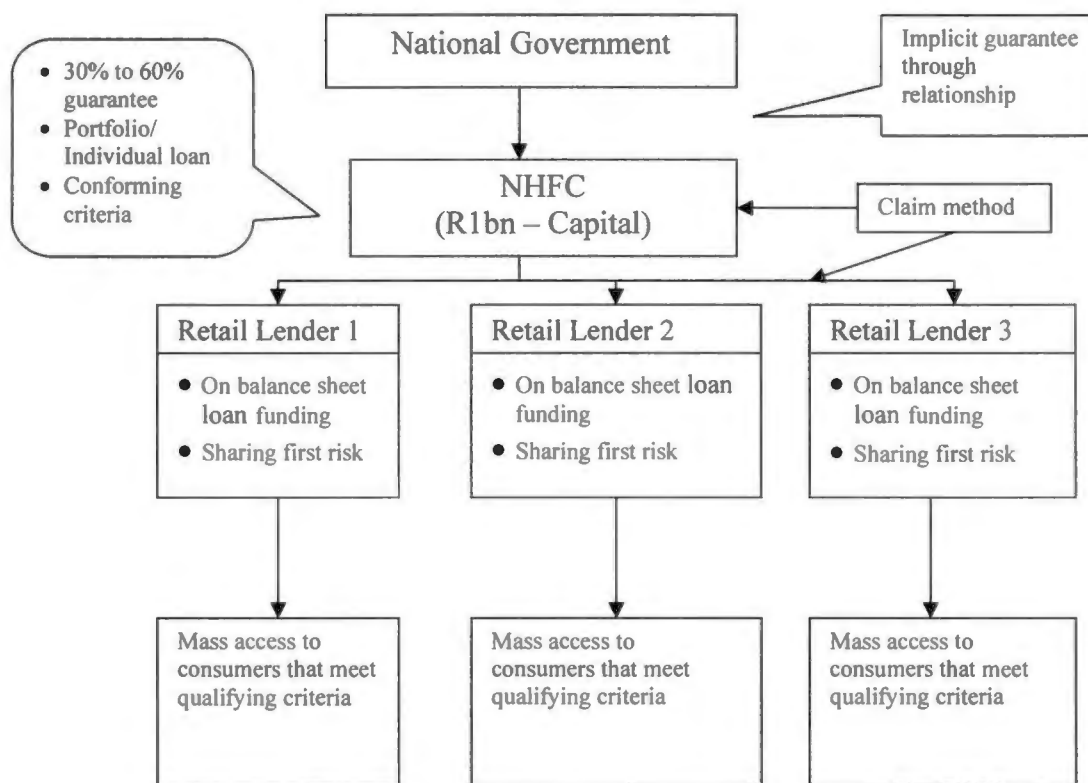 National Government
Implicit guarantee
through
relationship
• 30% to 60%
guarantee
• Portfolio/
Individual loan
• Conforming
criteria
NHFC
(R1bn – Capital)
Claim method
Retail Lender 1
• On balance sheet
loan funding
• Sharing first risk
Retail Lender 2
• On balance sheet loan
funding
• Sharing first risk
Retail Lender 3
• On balance sheet
loan funding
• Sharing first risk
Mass access to
consumers that meet
qualifying criteria
Mass access to
consumers that meet
qualifying criteria
Mass access to
consumers that meet
qualifying criteria